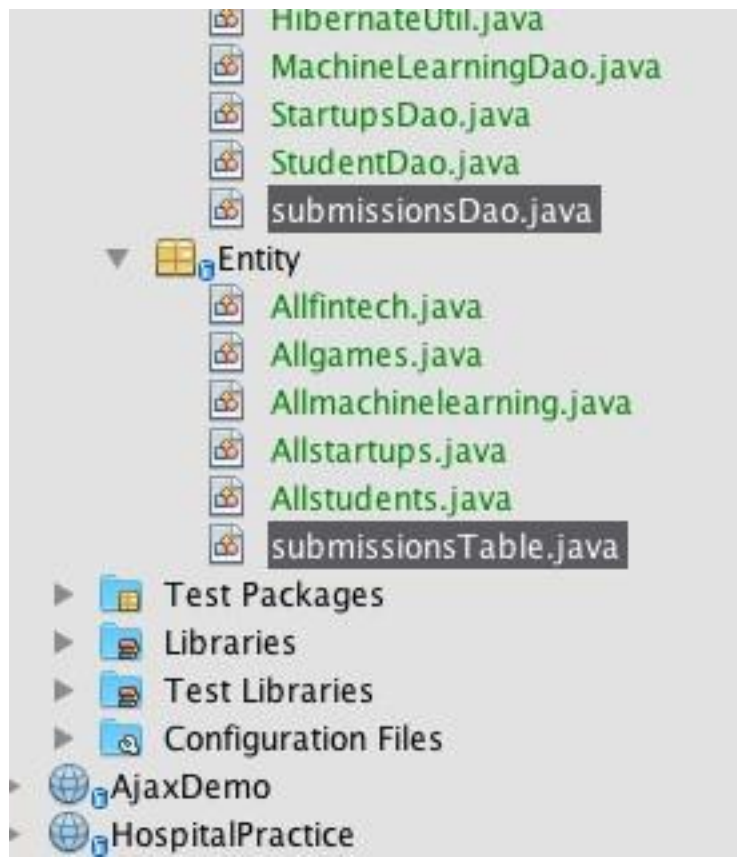 HibernateUtil.java
MachineLearningDao.java
StartupsDao.java
StudentDao.java
submissionsDao.java
Entity
Allfintech.java
Allgames.java
Allmachinelearning.java
Allstartups.java
Allstudents.java
submissionsTable.java
Test Packages
Libraries
Test Libraries
Configuration Files
AjaxDemo
HospitalPractice